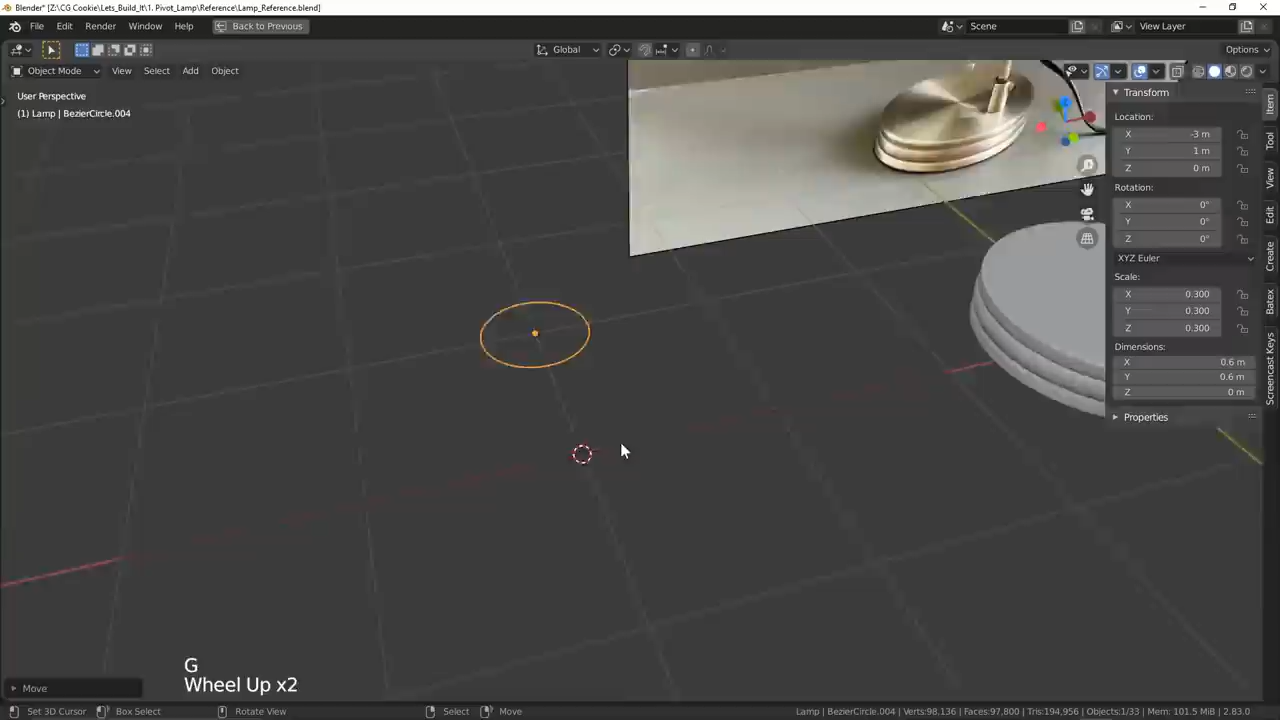 Blender* [Z:\CG Cookie\Lets_Build_It\1. Pivot_Lamp\Reference\Lamp_Reference.blend]
File Edit Render Window Help Back to Previous Scene View Layer
Global Options
Object Mode View Select Add Object
User Perspective
(1) Lamp | BezierCircle.004
Transform
Location:
X -3 m
Y 1 m
Z 0 m
Rotation:
X 0°
Y 0°
Z 0°
XYZ Euler
Scale:
X 0.300
Y 0.300
Z 0.300
Dimensions:
X 0.6 m
Y 0.6 m
Z 0 m
Properties
Item
Tool
View
Edit
Create
Batex
Screencast Keys
G
Wheel Up x2
Move
Set 3D Cursor Box Select Rotate View Select Move Lamp | BezierCircle.004 | Verts:98,136 | Faces:97,800 | Tris:194,956 | Objects:1/33 | Mem: 101.5 MiB | 2.83.0